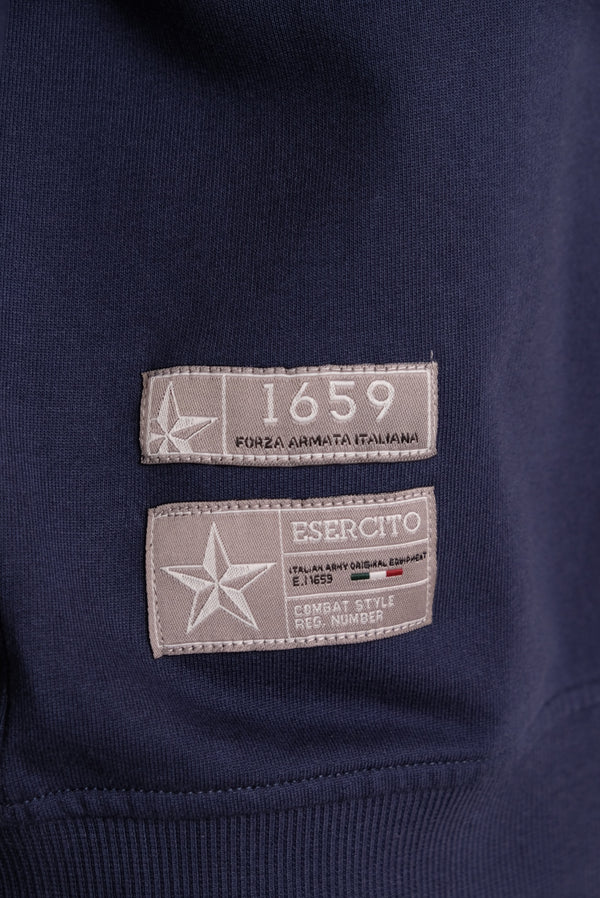 1659
FORZA ARMATA ITALIANA
ESERCITO
ITALIAN ARMY ORIGINAL EQUIPMENT
E.I 1659
COMBAT STYLE
REG. NUMBER